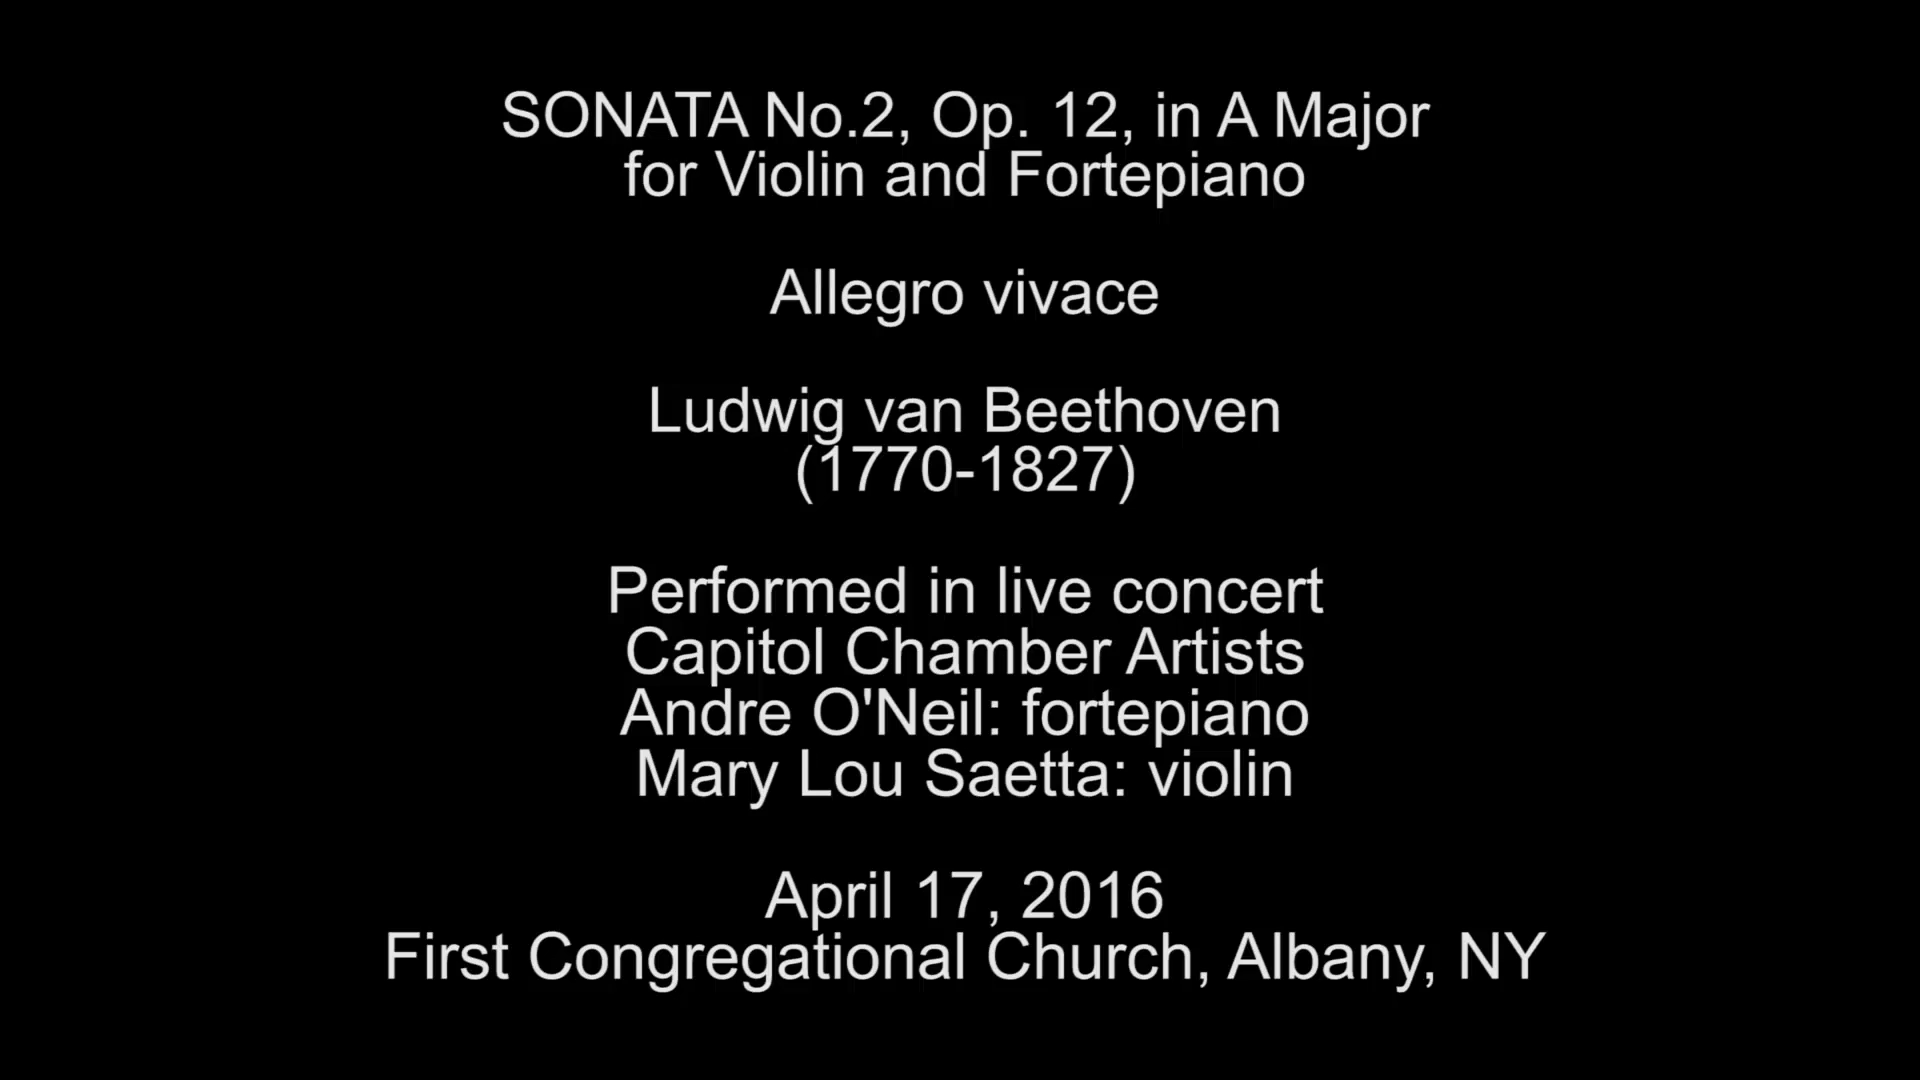 SONATA No.2, Op. 12, in A Major
for Violin and Fortepiano
Allegro vivace
Ludwig van Beethoven
(1770-1827)
Performed in live concert
Capitol Chamber Artists
Andre O'Neil: fortepiano
Mary Lou Saetta: violin
April 17, 2016
First Congregational Church, Albany, NY